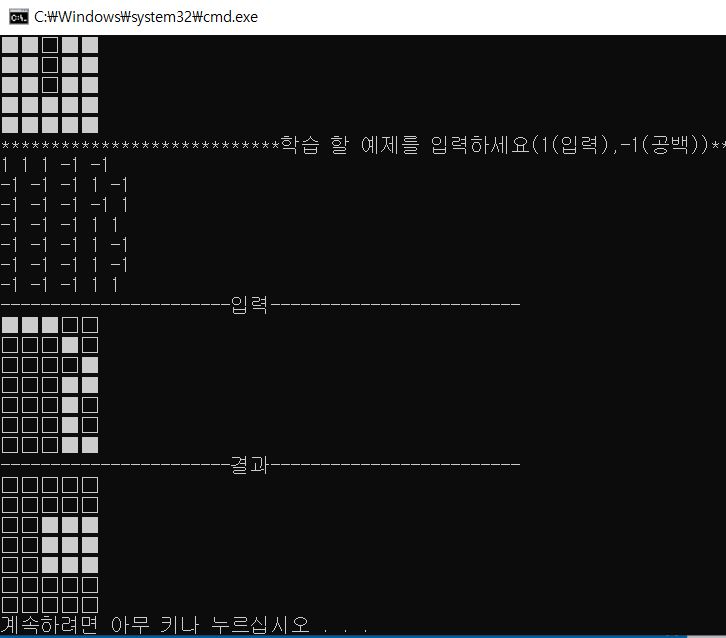 C:₩Windows₩system32₩cmd.exe
■■□■■
■■□■■
■■□■■
■■■■■
■■■■■
****************************학습 할 예제를 입력하세요(1(입력),-1(공백))**
1 1 1 -1 -1
-1 -1 -1 1 -1
-1 -1 -1 -1 1
-1 -1 -1 1 1
-1 -1 -1 1 -1
-1 -1 -1 1 -1
-1 -1 -1 1 1
-----------------------입력-------------------------
■■■□□
□□□■□
□□□□■
□□□■■
□□□■□
□□□■□
□□□■■
-----------------------결과-------------------------
□□□□□
□□□□□
□□■■■
□□■■■
□□■■■
□□□□□
□□□□□
계속하려면 아무 키나 누르십시오 . . .